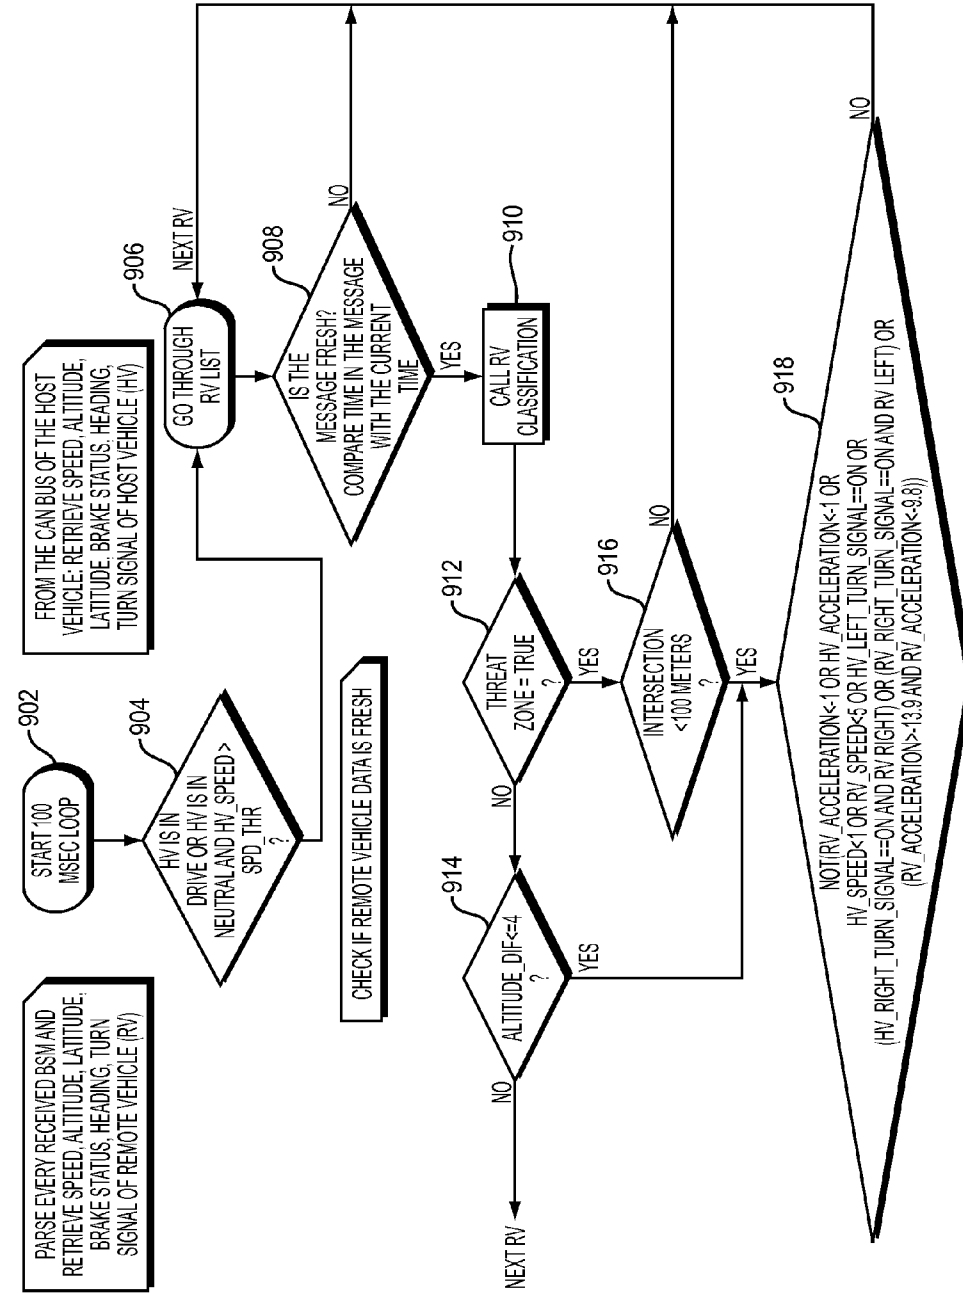 PARSE EVERY RECEIVED BSM AND
RETRIEVE SPEED, ALTITUDE, LATITUDE,
BRAKE STATUS, HEADING, TURN
SIGNAL OF REMOTE VEHICLE (RV)
START 100
MSEC LOOP
902
FROM THE CAN BUS OF THE HOST
VEHICLE: RETRIEVE SPEED, ALTITUDE,
LATITUDE, BRAKE STATUS, HEADING,
TURN SIGNAL OF HOST VEHICLE (HV)
HV IS IN
DRIVE OR HV IS IN
NEUTRAL AND HV_SPEED>
SPD_THR
?
904
GO THROUGH
RV LIST
906
NEXT RV
CHECK IF REMOTE VEHICLE DATA IS FRESH
IS THE
MESSAGE FRESH?
COMPARE TIME IN THE MESSAGE
WITH THE CURRENT
TIME
908
NO
YES
CALL RV
CLASSIFICATION
910
THREAT
ZONE = TRUE
?
912
NO
YES
ALTITUDE_DIF<=4
?
914
NO
YES
NEXT RV
INTERSECTION
<100 METERS
?
916
NO
YES
NOT(RV_ACCELERATION<-1 OR HV_ACCELERATION<-1 OR
HV_SPEED<1 OR RV_SPEED<5 OR HV_LEFT_TURN_SIGNAL==ON OR
(HV_RIGHT_TURN_SIGNAL==ON AND RV RIGHT) OR (RV_RIGHT_TURN_SIGNAL==ON AND RV LEFT) OR
(RV_ACCELERATION>-13.9 AND RV_ACCELERATION<-9.8))
918
NO